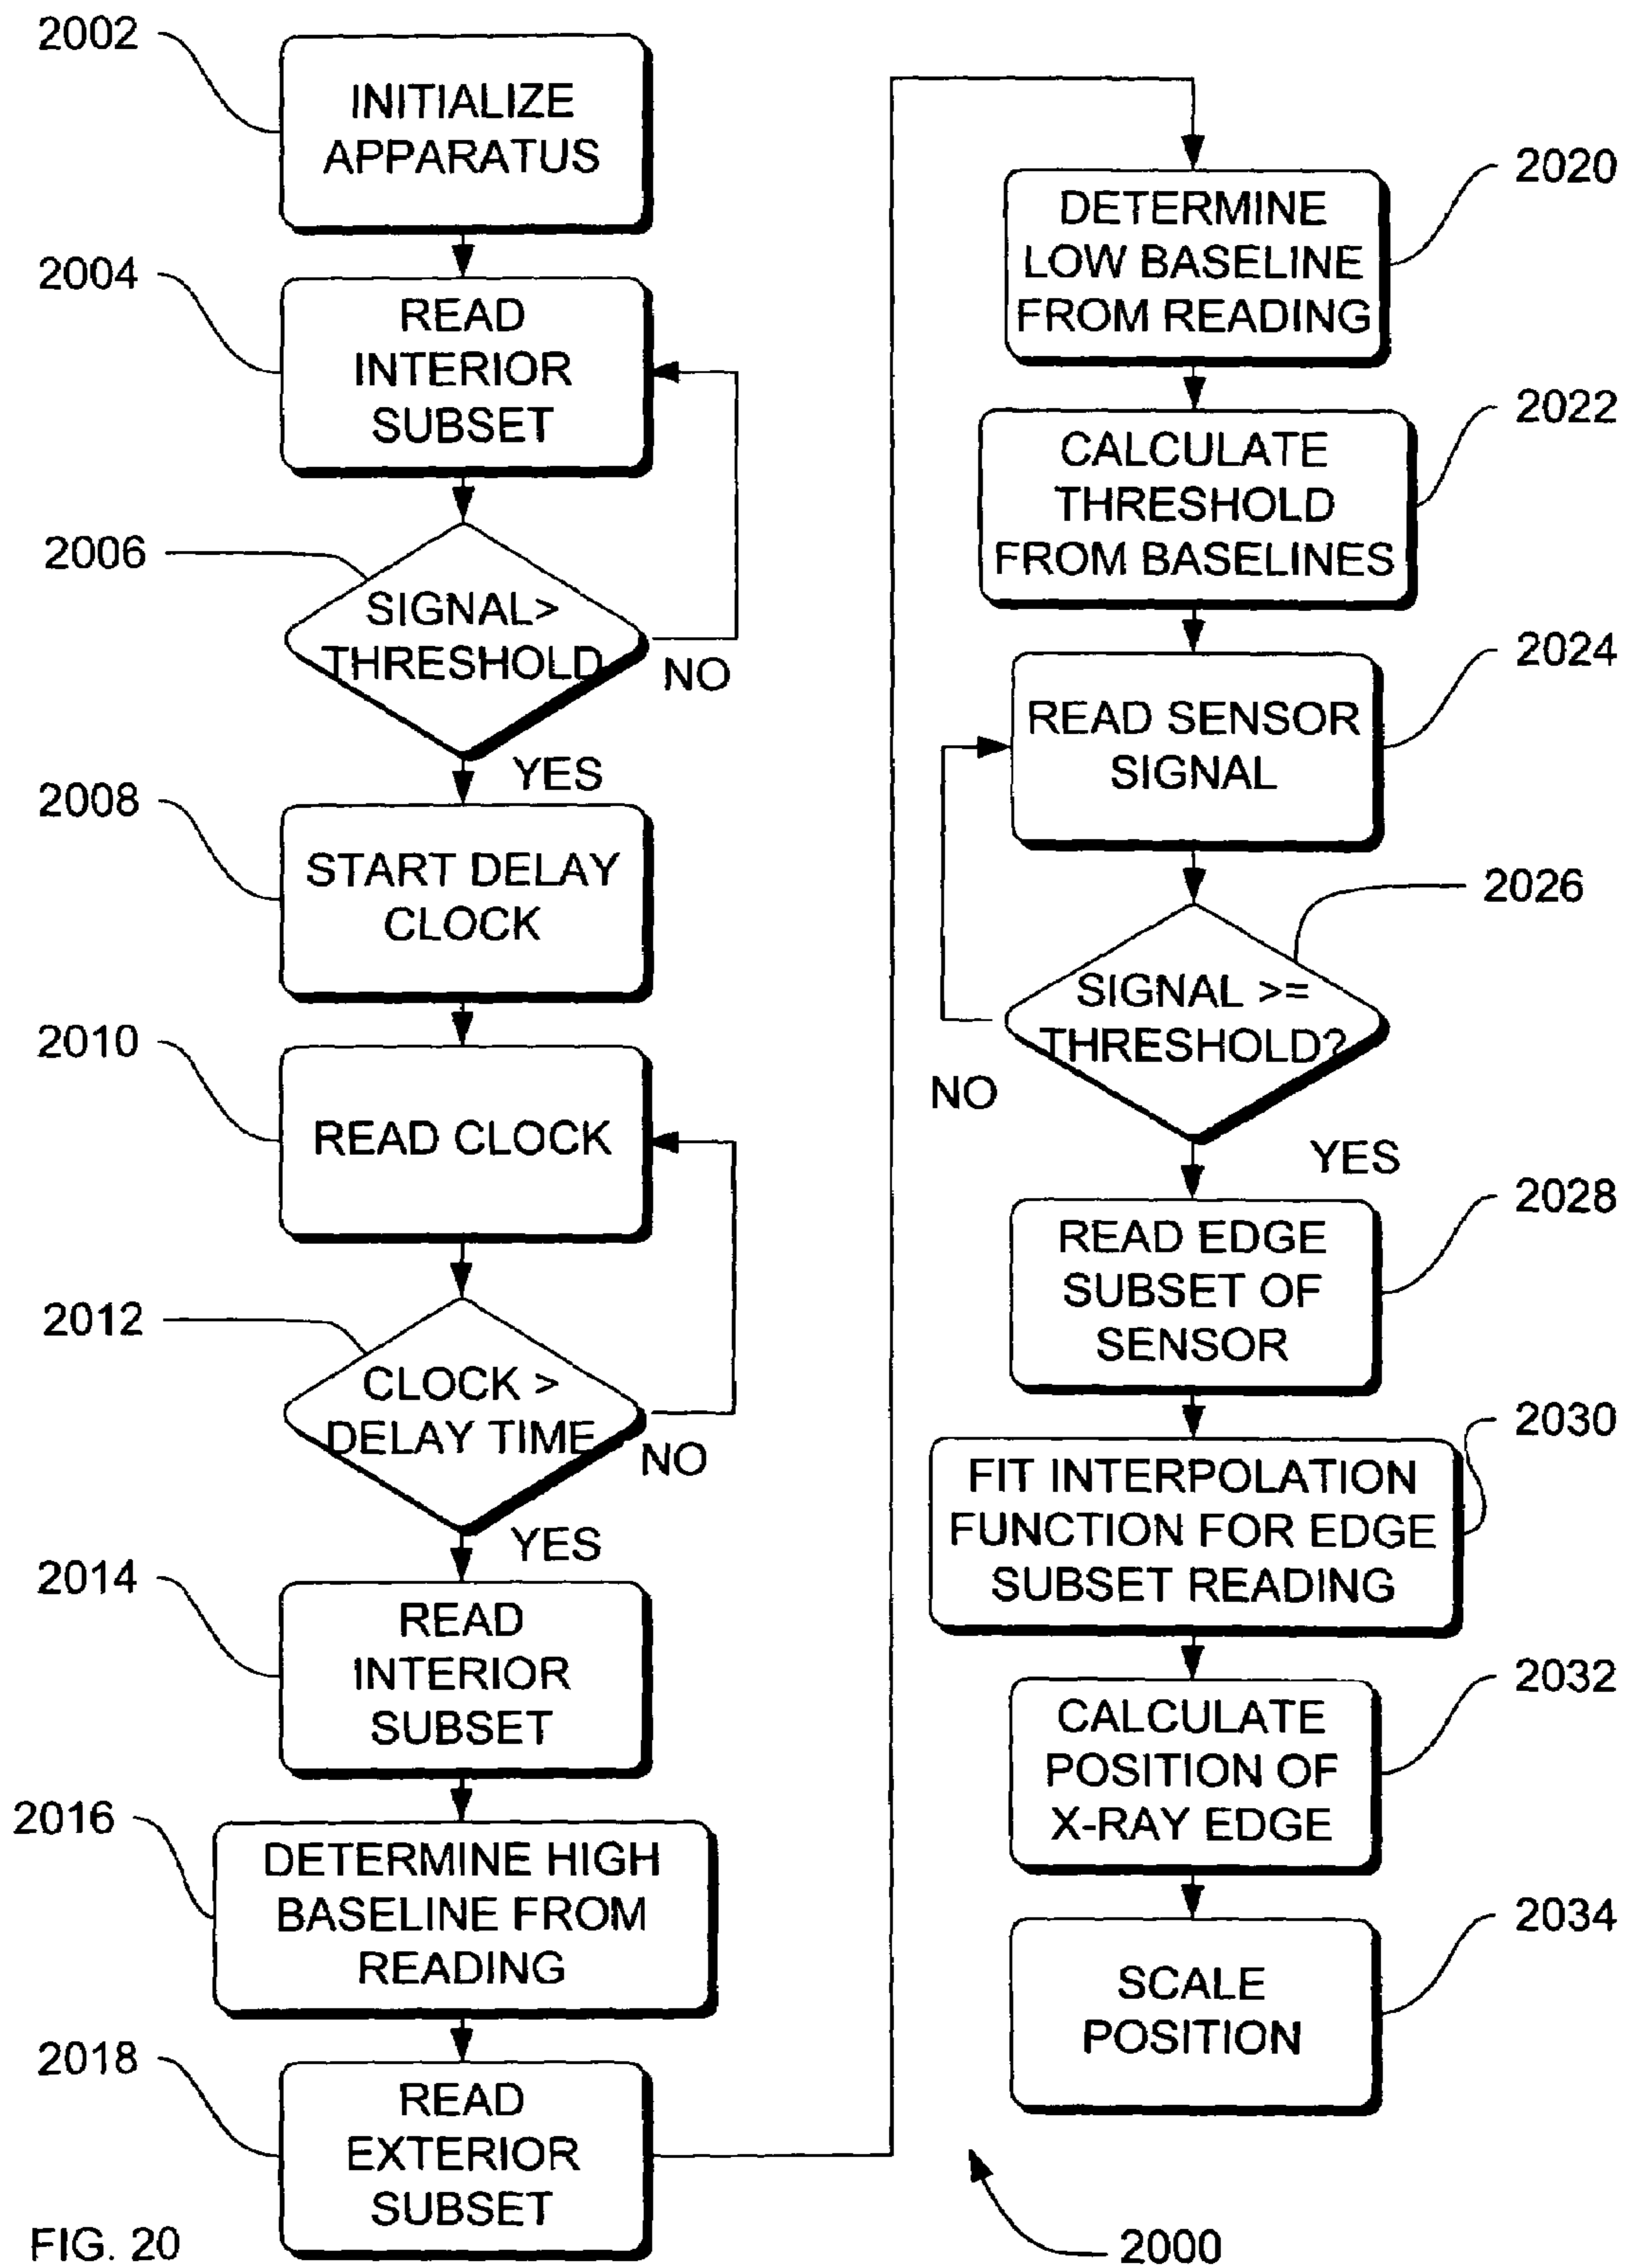 2002
INITIALIZE
APPARATUS
2004
READ
INTERIOR
SUBSET
2006
SIGNAL>
THRESHOLD
NO
YES
2008
START DELAY
CLOCK
2010
READ CLOCK
2012
CLOCK >
DELAY TIME
NO
YES
2014
READ
INTERIOR
SUBSET
2016
DETERMINE HIGH
BASELINE FROM
READING
2018
READ
EXTERIOR
SUBSET
2020
DETERMINE
LOW BASELINE
FROM READING
2022
CALCULATE
THRESHOLD
FROM BASELINES
2024
READ SENSOR
SIGNAL
2026
SIGNAL >=
THRESHOLD?
NO
YES
2028
READ EDGE
SUBSET OF
SENSOR
2030
FIT INTERPOLATION
FUNCTION FOR EDGE
SUBSET READING
2032
CALCULATE
POSITION OF
X-RAY EDGE
2034
SCALE
POSITION
2000
FIG. 20